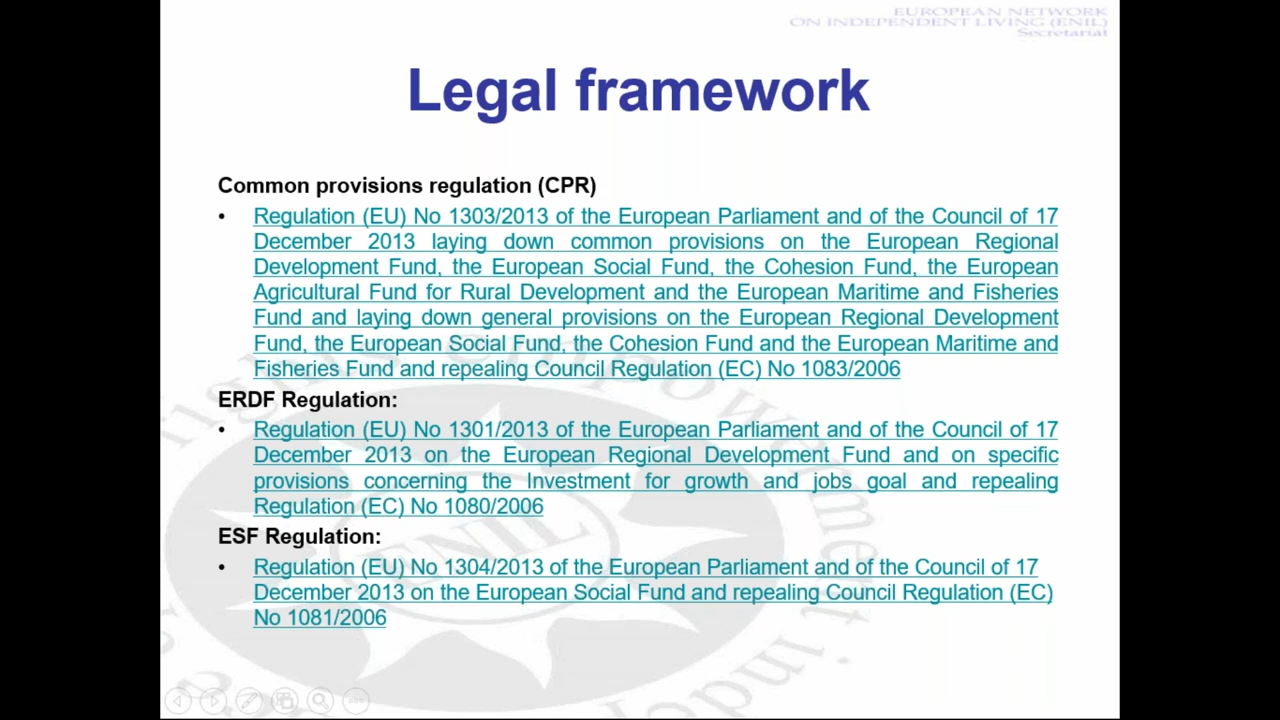 EUROPEAN NETWORK
ON INDEPENDENT LIVING (ENIL)
Secretariat
Legal framework
Common provisions regulation (CPR)
• Regulation (EU) No 1303/2013 of the European Parliament and of the Council of 17
December 2013 laying down common provisions on the European Regional
Development Fund, the European Social Fund, the Cohesion Fund, the European
Agricultural Fund for Rural Development and the European Maritime and Fisheries
Fund and laying down general provisions on the European Regional Development
Fund, the European Social Fund, the Cohesion Fund and the European Maritime and
Fisheries Fund and repealing Council Regulation (EC) No 1083/2006
ERDF Regulation:
• Regulation (EU) No 1301/2013 of the European Parliament and of the Council of 17
December 2013 on the European Regional Development Fund and on specific
provisions concerning the Investment for growth and jobs goal and repealing
Regulation (EC) No 1080/2006
ESF Regulation:
• Regulation (EU) No 1304/2013 of the European Parliament and of the Council of 17
December 2013 on the European Social Fund and repealing Council Regulation (EC)
No 1081/2006
rights empowerment
ENIL